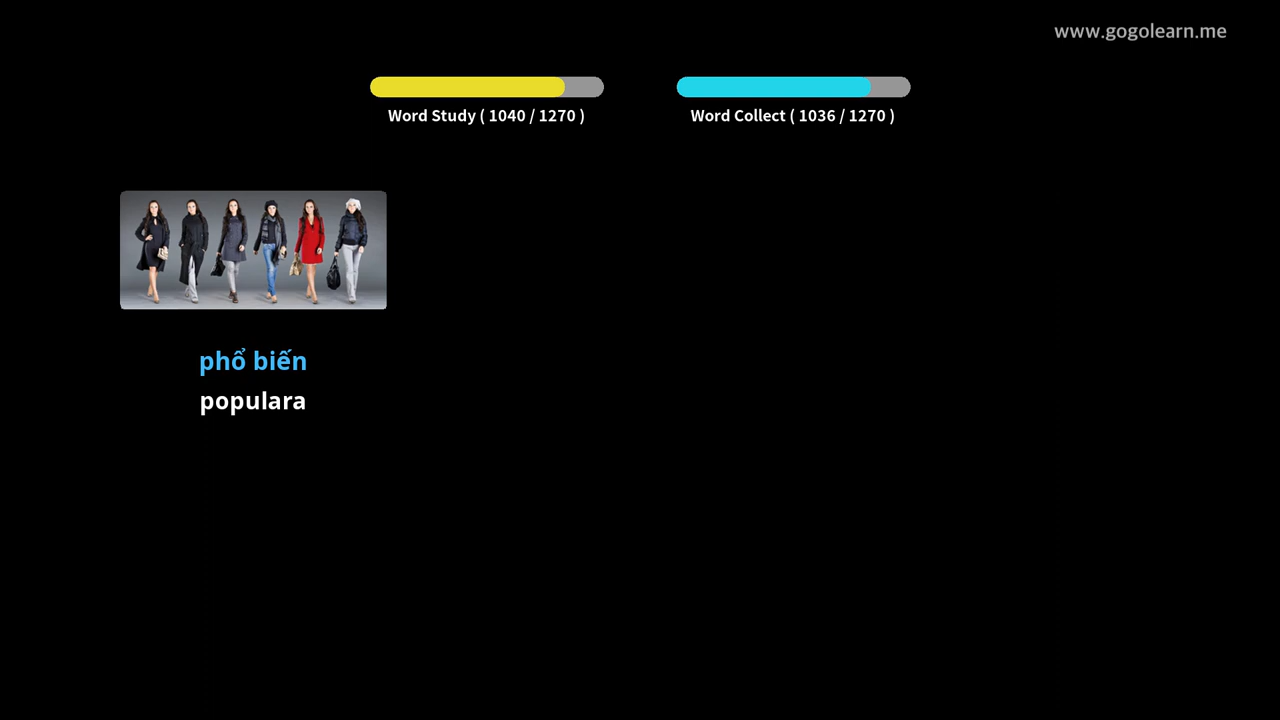 www.gogolearn.me
Word Study ( 1040 / 1270 )
Word Collect ( 1036 / 1270 )
phổ biến
populara